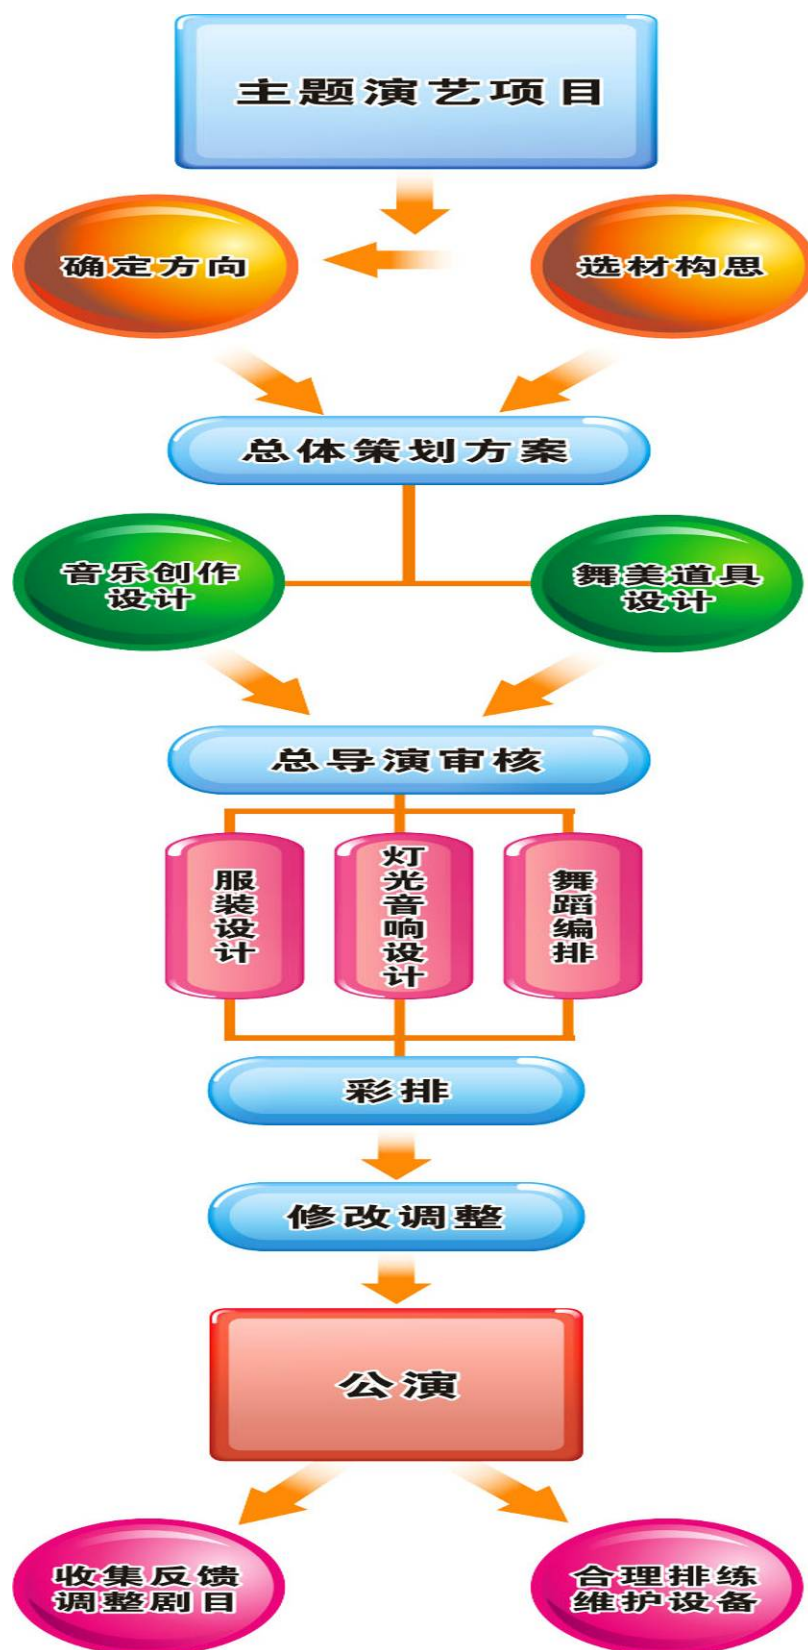 主题演艺项目
确定方向
选材构思
总体策划方案
音乐创作
设计
舞美道具
设计
总导演审核
服装设计
灯光音响设计
舞蹈编排
彩排
修改调整
公演
收集反馈
调整剧目
合理排练
维护设备